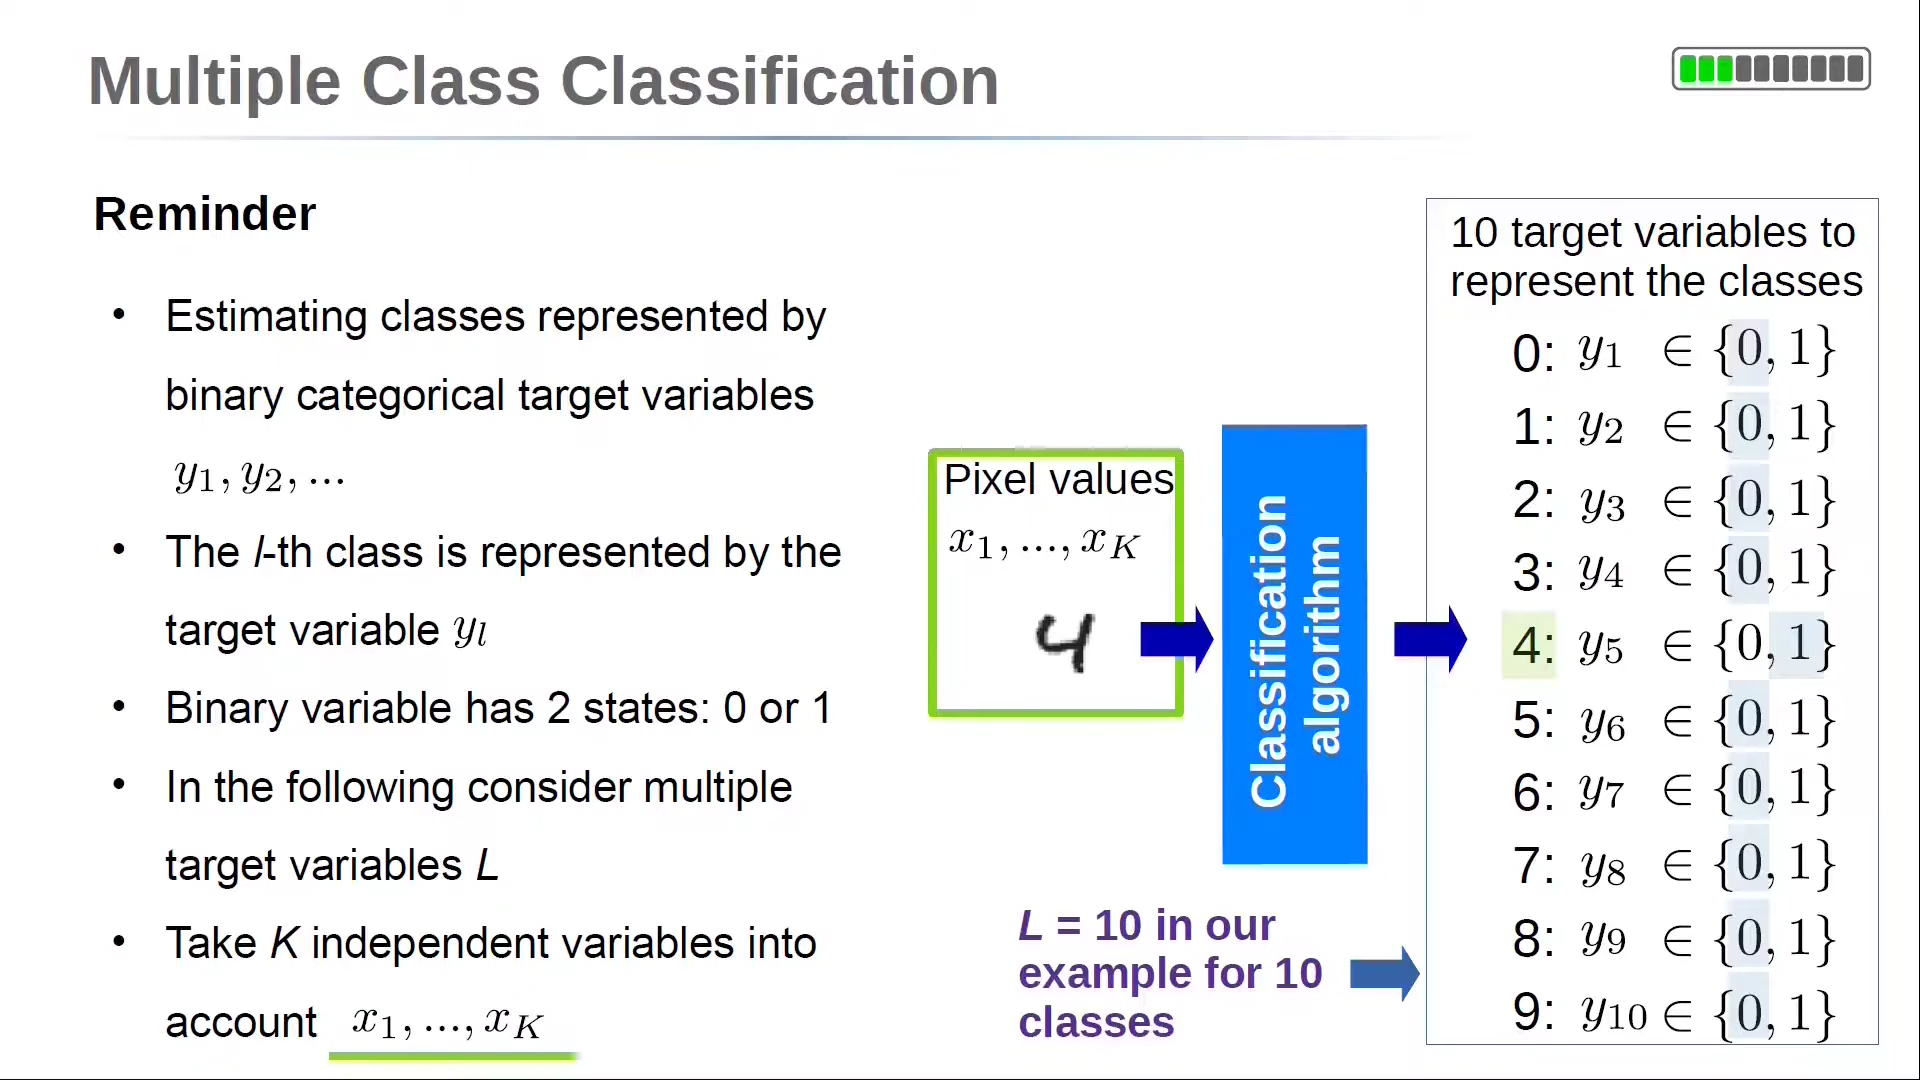 Multiple Class Classification
Reminder
• Estimating classes represented by
binary categorical target variables
y₁, y₂, ...
• The l-th class is represented by the
target variable yₗ
• Binary variable has 2 states: 0 or 1
• In the following consider multiple
target variables L
• Take K independent variables into
account x₁, ..., x_K
Pixel values
x₁, ..., x_K
4
Classification
algorithm
L = 10 in our
example for 10
classes
10 target variables to
represent the classes
0: y₁ ∈ {0, 1}
1: y₂ ∈ {0, 1}
2: y₃ ∈ {0, 1}
3: y₄ ∈ {0, 1}
4: y₅ ∈ {0, 1}
5: y₆ ∈ {0, 1}
6: y₇ ∈ {0, 1}
7: y₈ ∈ {0, 1}
8: y₉ ∈ {0, 1}
9: y₁₀ ∈ {0, 1}